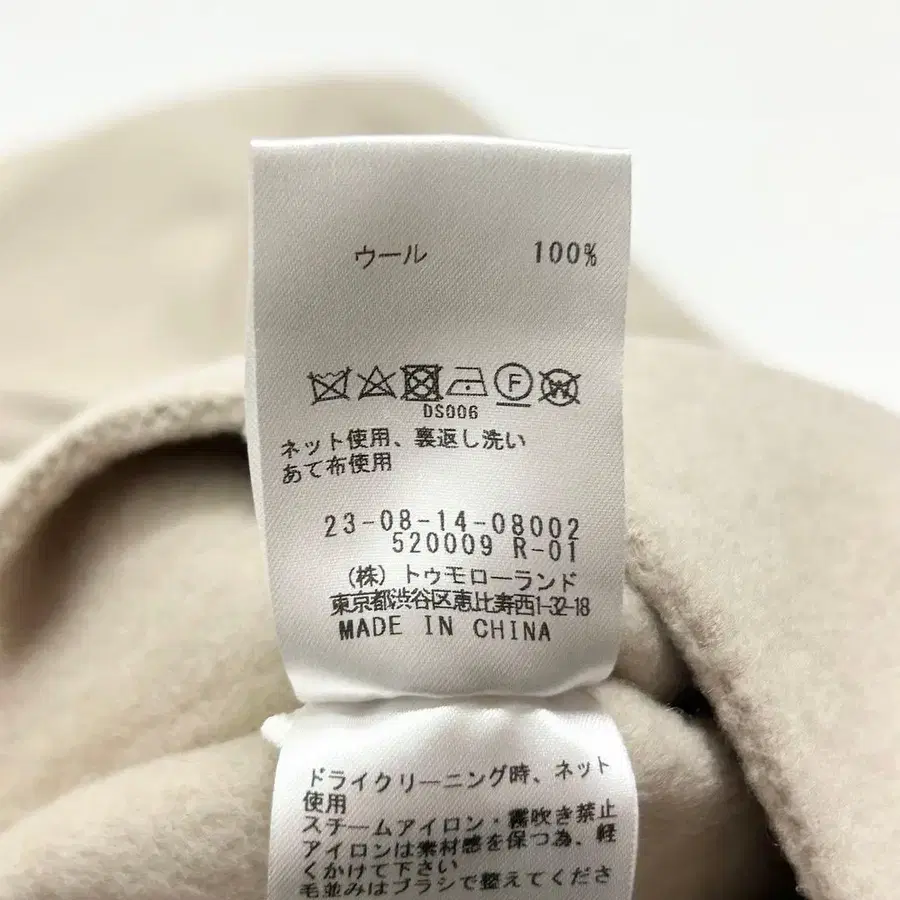 ウール 100%
F W
DS006
ネット使用、裏返し洗い
あて布使用
23-08-14-08002
520009 R-01
(株)トゥモローランド
東京都渋谷区恵比寿西1-32-18
MADE IN CHINA
ドライクリーニング時、ネット
使用
スチームアイロン・霧吹き禁止
アイロンは素材感を保つ為、軽
くかけて下さい
毛並みはブラシで整えてくださ